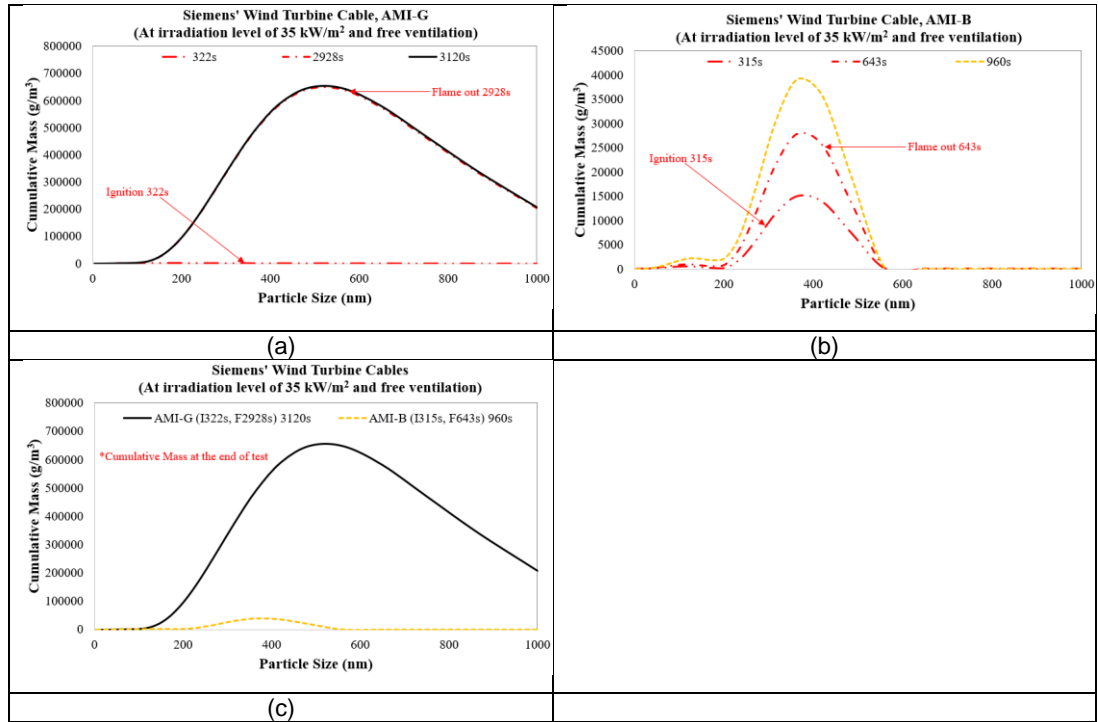 Siemens' Wind Turbine Cable, AMI-G
(At irradiation level of 35 kW/m² and free ventilation)
800000
700000
600000
500000
400000
300000
200000
100000
0
322s
2928s
3120s
Flame out 2928s
Ignition 322s
Cumulative Mass (g/m³)
0
200
400
600
800
1000
Particle Size (nm)
(a)
Siemens' Wind Turbine Cable, AMI-B
(At irradiation level of 35 kW/m² and free ventilation)
45000
40000
35000
30000
25000
20000
15000
10000
5000
0
315s
643s
960s
Ignition 315s
Flame out 643s
Cumulative Mass (g/m³)
0
200
400
600
800
1000
Particle Size (nm)
(b)
Siemens' Wind Turbine Cables
(At irradiation level of 35 kW/m² and free ventilation)
800000
700000
600000
500000
400000
300000
200000
100000
0
AMI-G (I322s, F2928s) 3120s
AMI-B (I315s, F643s) 960s
*Cumulative Mass at the end of test
Cumulative Mass (g/m³)
0
200
400
600
800
1000
Particle Size (nm)
(c)